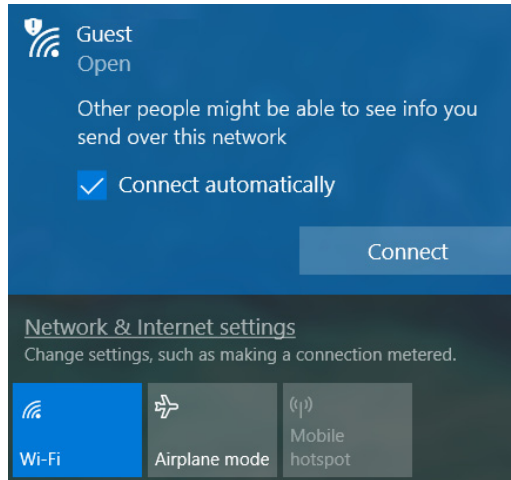 Guest
Open
Other people might be able to see info you
send over this network
Connect automatically
Connect
Network & Internet settings
Change settings, such as making a connection metered.
Wi-Fi
Airplane mode
Mobile
hotspot